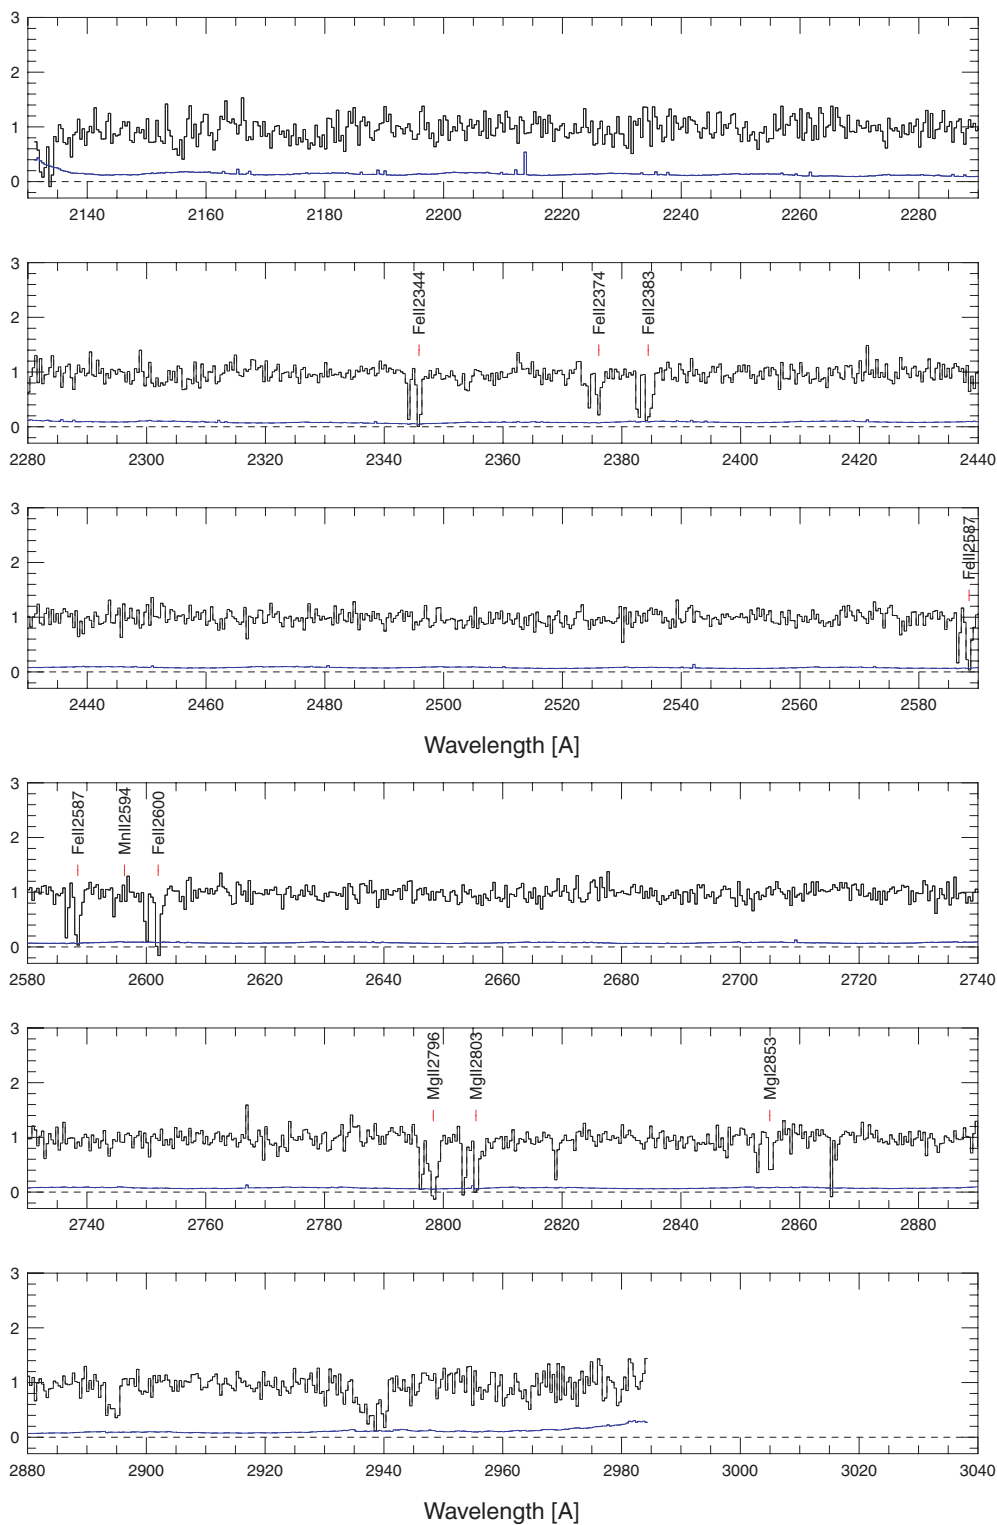 3
2
1
0
2140 2160 2180 2200 2220 2240 2260 2280
FeII2344 FeII2374 FeII2383
3
2
1
0
2280 2300 2320 2340 2360 2380 2400 2420 2440
FeII2587
3
2
1
0
2440 2460 2480 2500 2520 2540 2560 2580
Wavelength [A]
FeII2587 MnII2594 FeII2600
3
2
1
0
2580 2600 2620 2640 2660 2680 2700 2720 2740
MgII2796 MgII2803 MgI2853
3
2
1
0
2740 2760 2780 2800 2820 2840 2860 2880
3
2
1
0
2880 2900 2920 2940 2960 2980 3000 3020 3040
Wavelength [A]